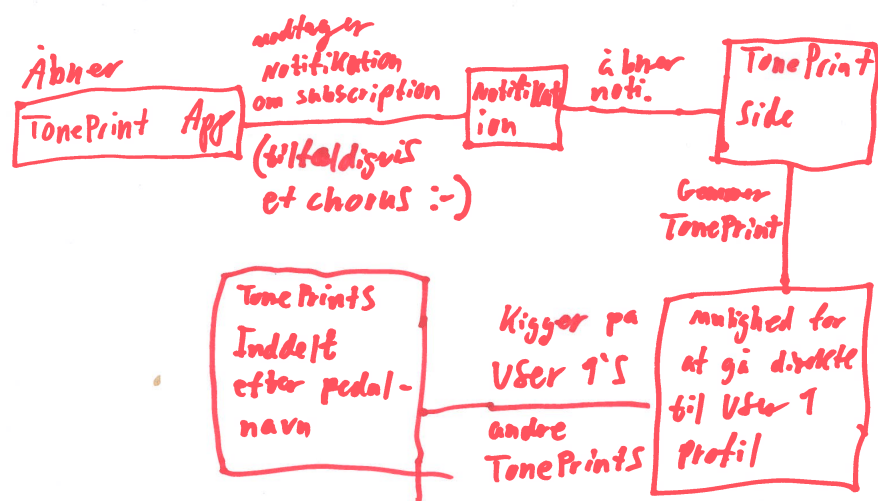 Åbner
TonePrint App
modtager
Notifikation
om subscription
(tilfældigvis
et chorus :-)
Notifikat
ion
åbner
noti.
TonePrint
side
Gemmer
TonePrint
mulighed for
at gå direkte
til User 1
profil
Kigger pa
User 1's
andre
TonePrints
TonePrints
Inddelt
efter pedal-
navn